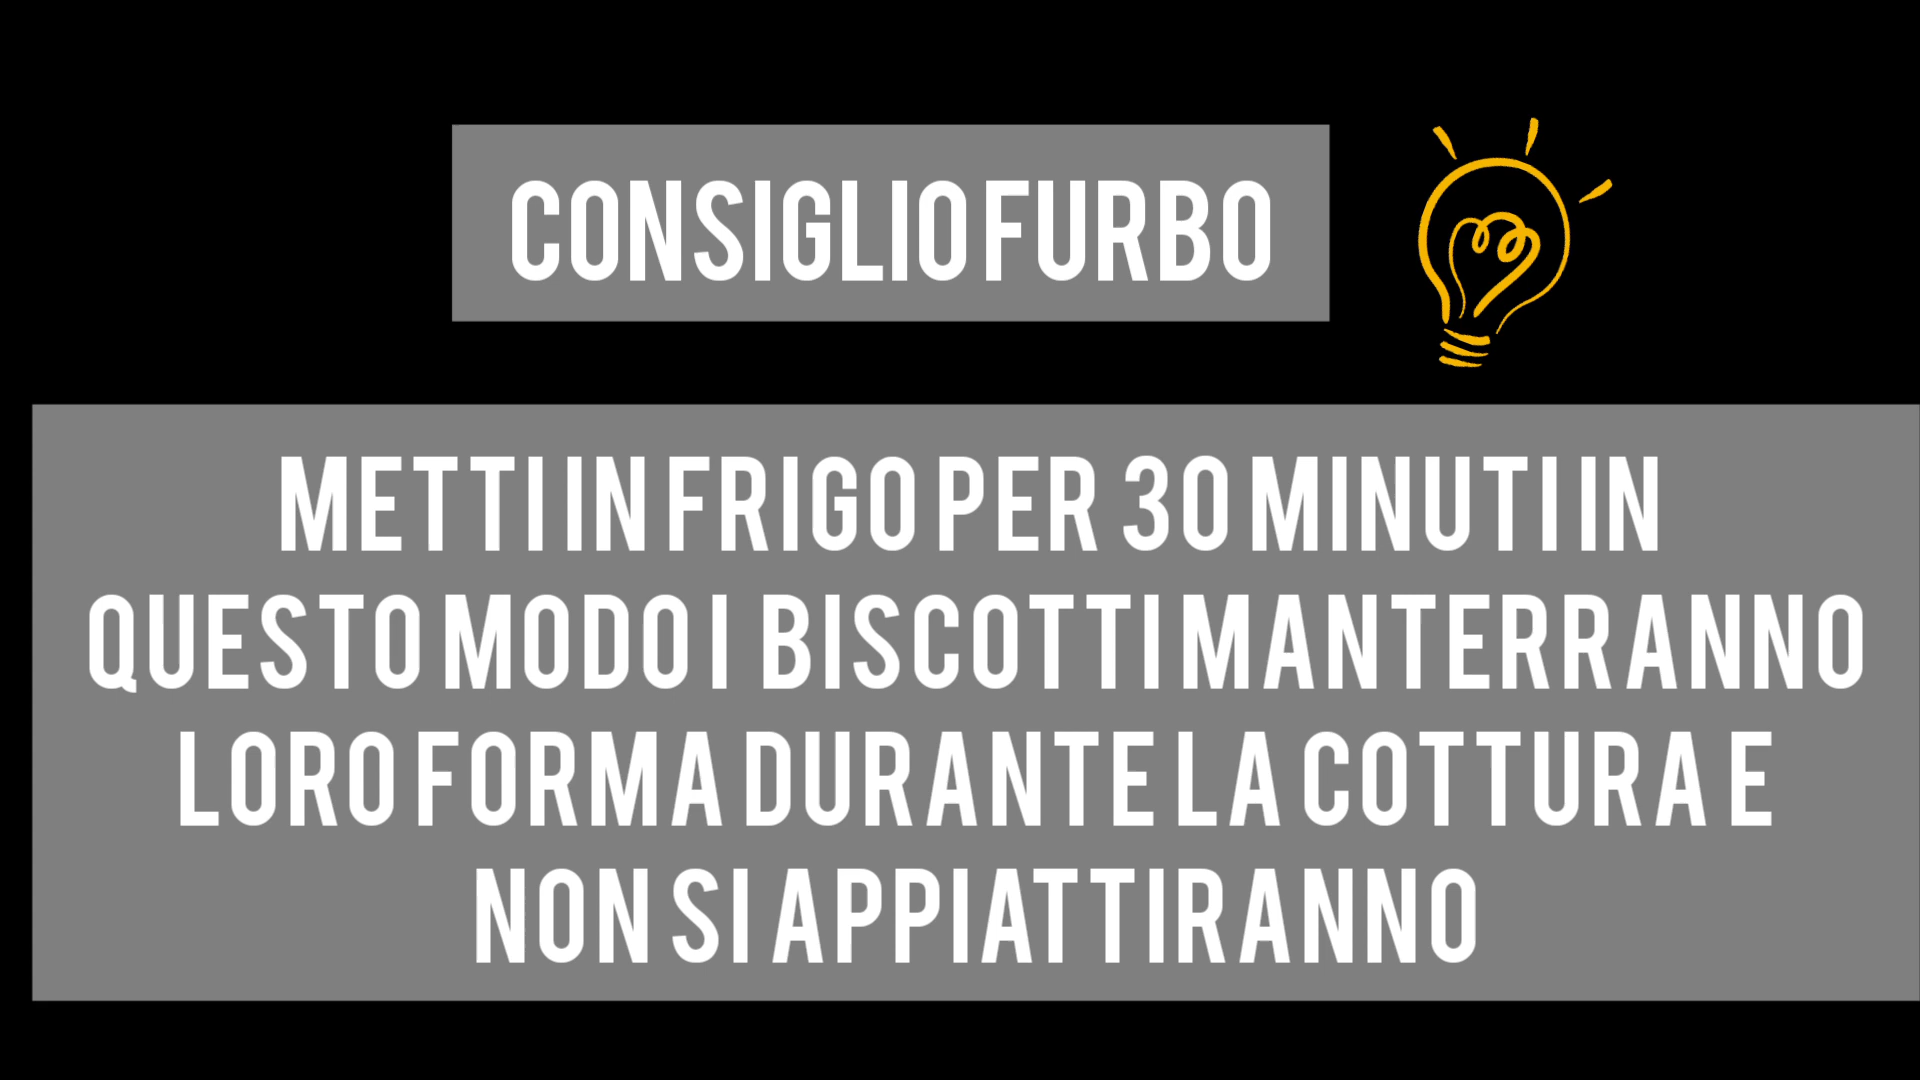 CONSIGLIO FURBO
METTI IN FRIGO PER 30 MINUTI IN
QUESTO MODO I BISCOTTI MANTERRANNO
LORO FORMA DURANTE LA COTTURA E
NON SI APPIATTIRANNO